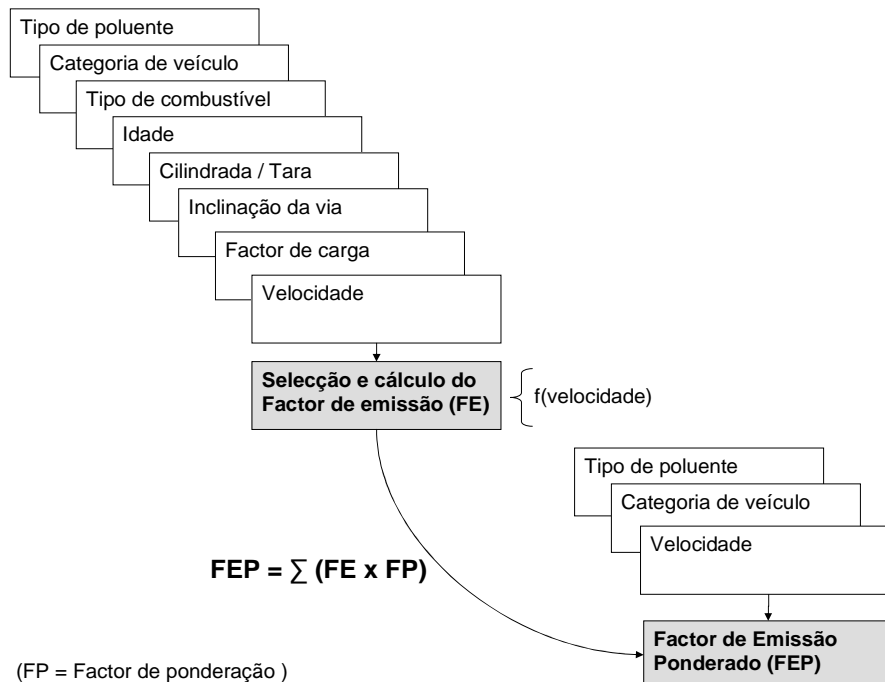 Tipo de poluente
Categoria de veículo
Tipo de combustível
Idade
Cilindrada / Tara
Inclinação da via
Factor de carga
Velocidade
Selecção e cálculo do
Factor de emissão (FE)
f(velocidade)
Tipo de poluente
Categoria de veículo
Velocidade
FEP = ∑ (FE x FP)
Factor de Emissão
Ponderado (FEP)
(FP = Factor de ponderação )